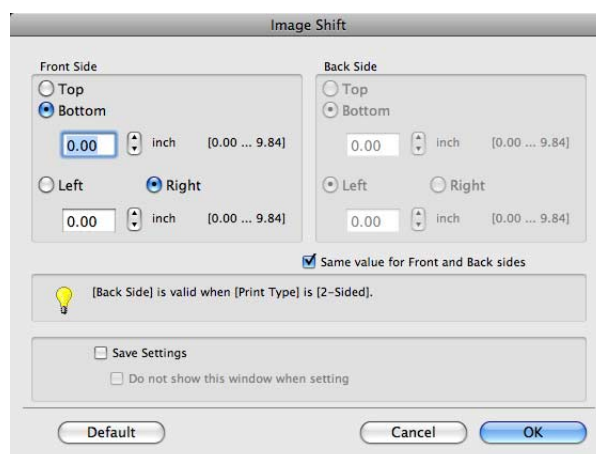 Image Shift
Front Side
Top
Bottom
0.00 inch [0.00 ... 9.84]
Left Right
0.00 inch [0.00 ... 9.84]
Back Side
Top
Bottom
0.00 inch [0.00 ... 9.84]
Left Right
0.00 inch [0.00 ... 9.84]
Same value for Front and Back sides
[Back Side] is valid when [Print Type] is [2-Sided].
Save Settings
Do not show this window when setting
Default Cancel OK